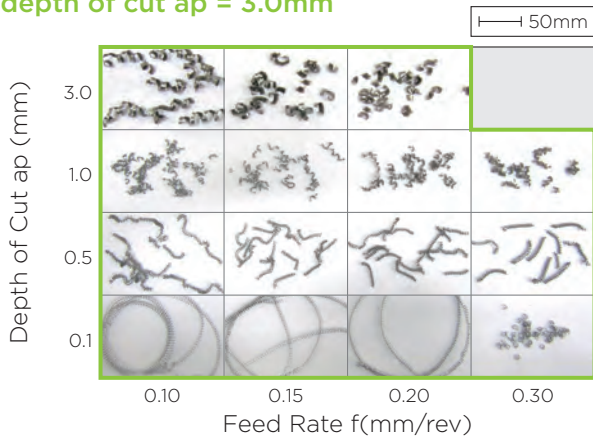 depth of cut ap = 3.0mm
50mm
Depth of Cut ap (mm)
3.0
1.0
0.5
0.1
0.10 0.15 0.20 0.30
Feed Rate f(mm/rev)